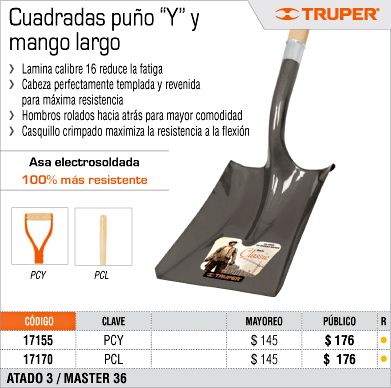 Cuadradas puño "Y" y
mango largo
TRUPER®
Lamina calibre 16 reduce la fatiga
Cabeza perfectamente templada y revenida
para máxima resistencia
Hombros rolados hacia atrás para mayor comodidad
Casquillo crimpado maximiza la resistencia a la flexión
Asa electrosoldada
100% más resistente
PCY PCL
Classic
TRUPER
CÓDIGO CLAVE MAYOREO PÚBLICO R
17155 PCY $ 145 $ 176
17170 PCL $ 145 $ 176
ATADO 3 / MASTER 36